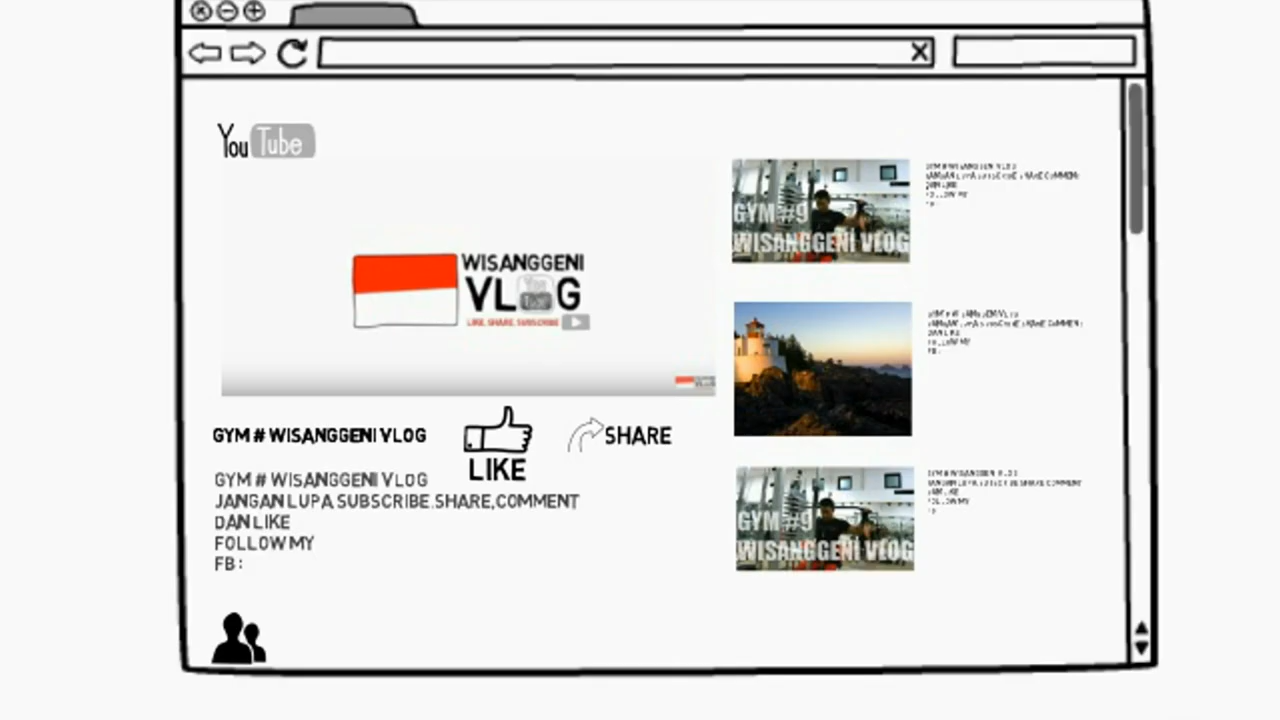 YouTube
WISANGGENI
VLOG
LIKE. SHARE. SUBSCRIBE
GYM # WISANGGENI VLOG
LIKE
SHARE
GYM # WISANGGENI VLOG
JANGAN LUPA SUBSCRIBE.SHARE,COMMENT
DAN LIKE
FOLLOW MY
FB :
GYM #9
WISANGGENI VLOG
GYM #9
WISANGGENI VLOG